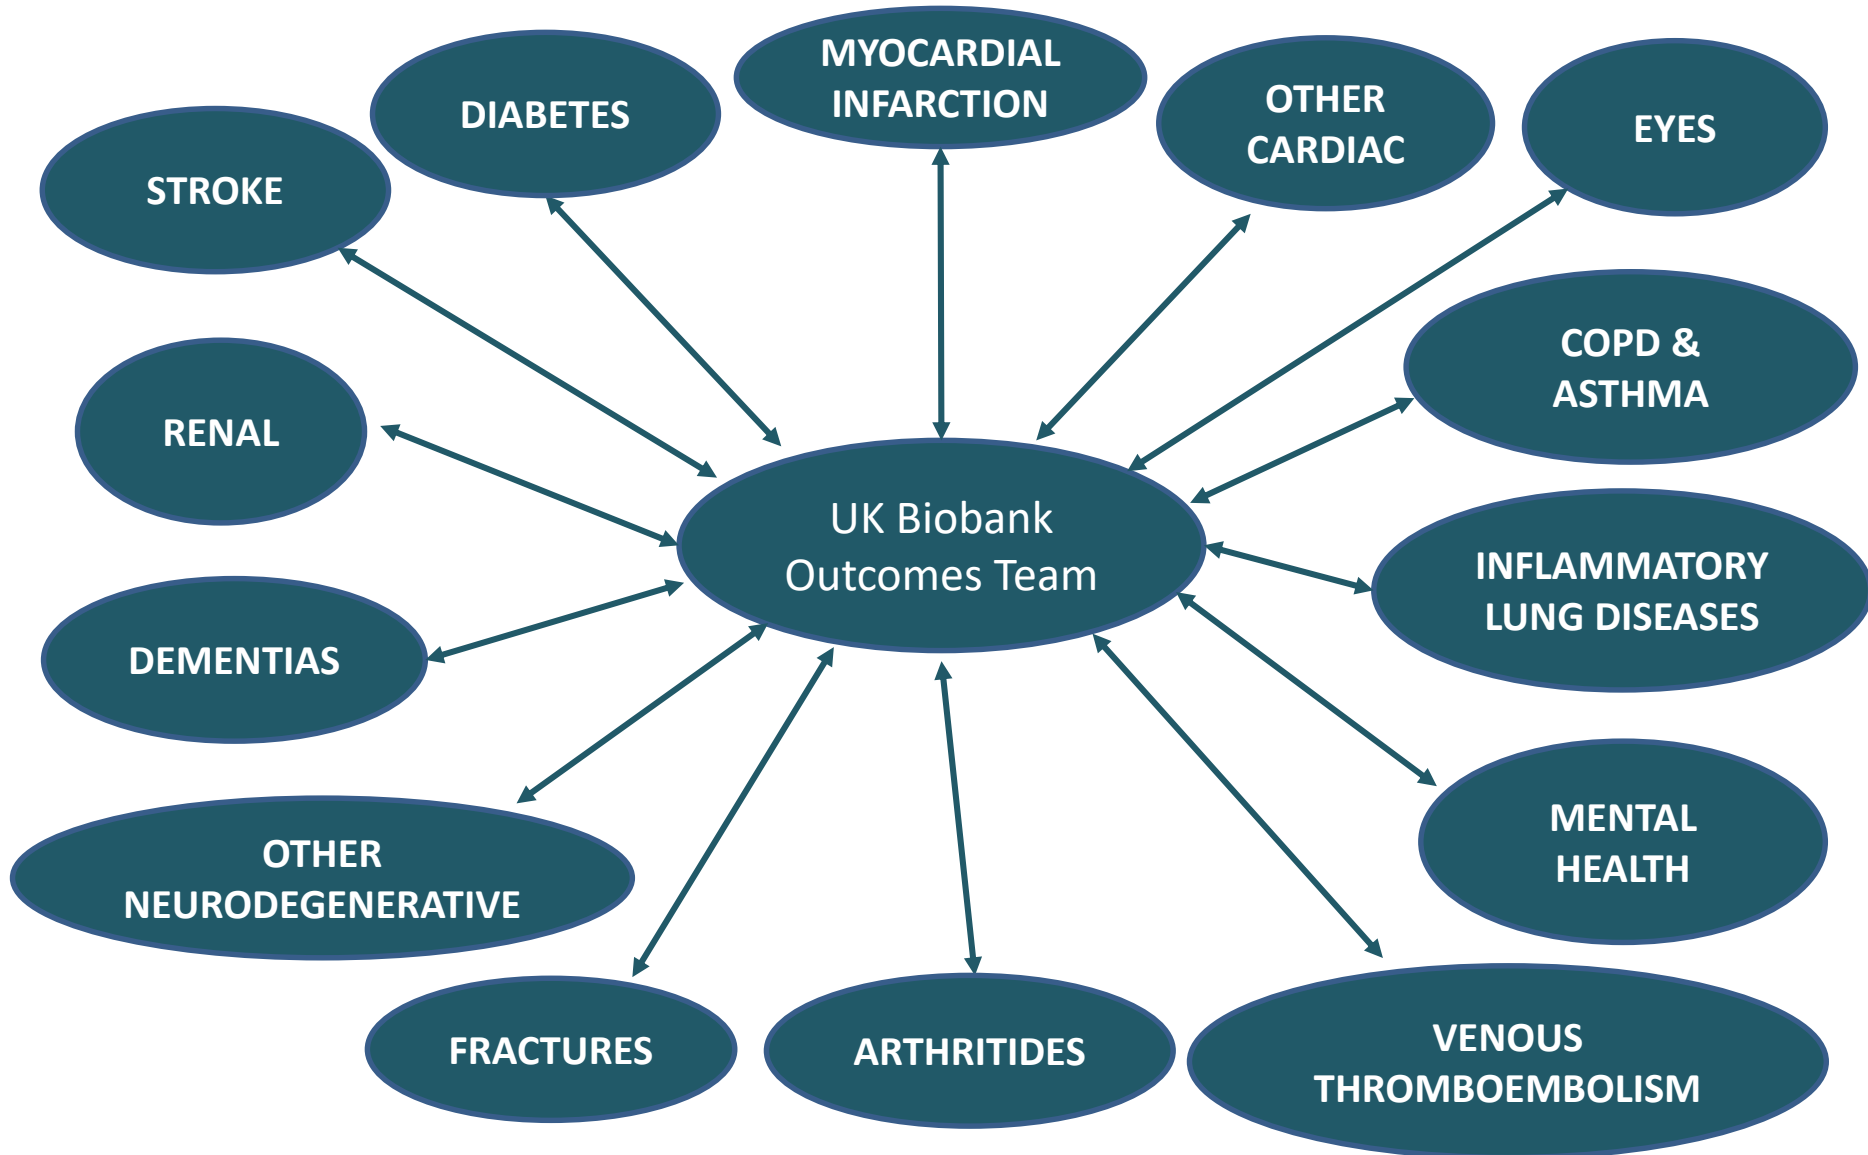 MYOCARDIAL
INFARCTION
DIABETES
OTHER
CARDIAC
EYES
STROKE
COPD &
ASTHMA
RENAL
UK Biobank
Outcomes Team
INFLAMMATORY
LUNG DISEASES
DEMENTIAS
MENTAL
HEALTH
OTHER
NEURODEGENERATIVE
FRACTURES
ARTHRITIDES
VENOUS
THROMBOEMBOLISM